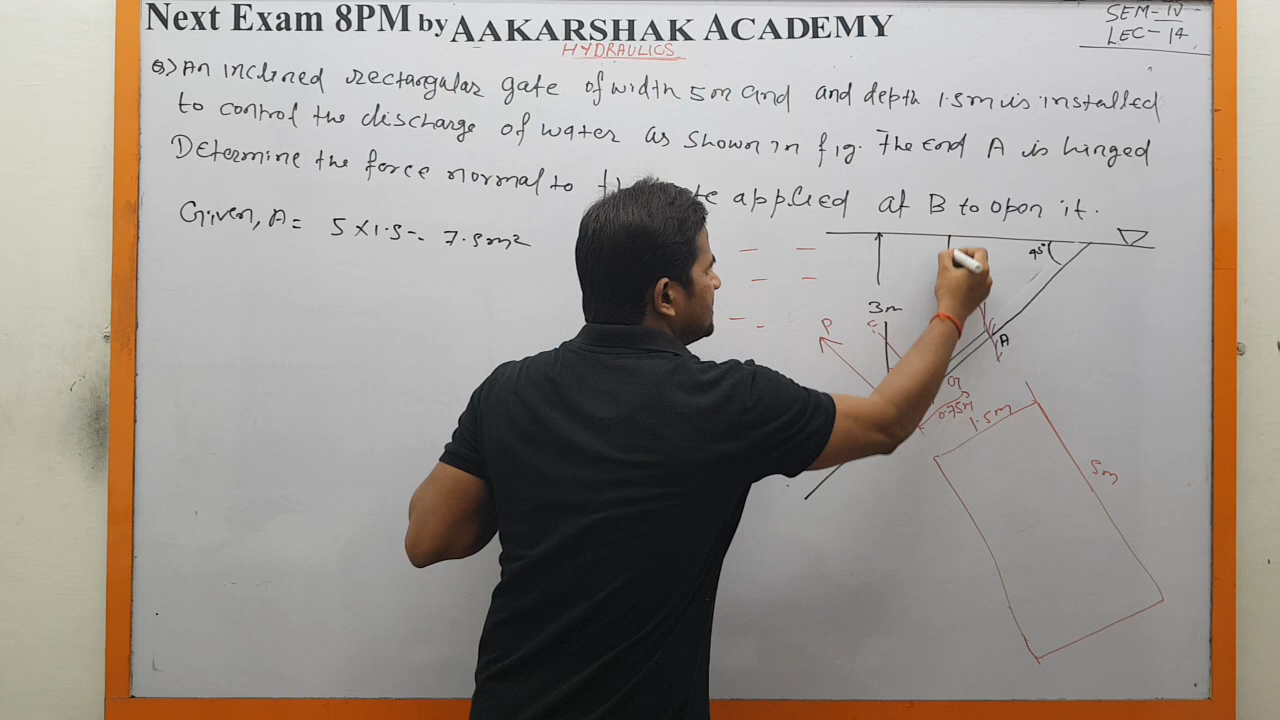 Next Exam 8PM by AAKARSHAK ACADEMY
SEM-IV
LEC-14
HYDRAULICS
Q.) An inclined rectangular gate of width 5m and and depth 1.5m is installed
to control the discharge of water as shown in fig. The end A is hinged
Determine the force normal to applied at B to open it.
Given, A = 5 X 1.5 = 7.5m²
45°
3m
P
A
G
0.75m
1.5m
5m